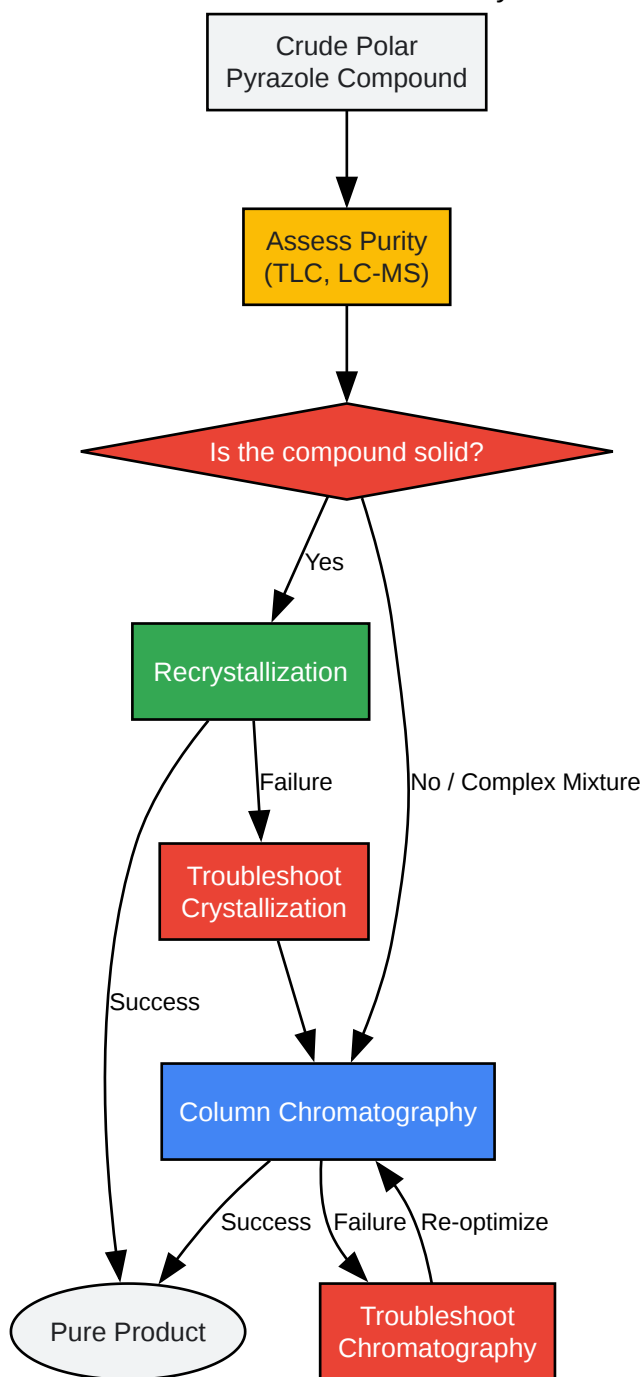 Crude Polar
Pyrazole Compound
Assess Purity
(TLC, LC-MS)
Is the compound solid?
Yes
Recrystallization
Failure
No / Complex Mixture
Troubleshoot
Crystallization
Success
Column Chromatography
Success
Failure
Re-optimize
Pure Product
Troubleshoot
Chromatography